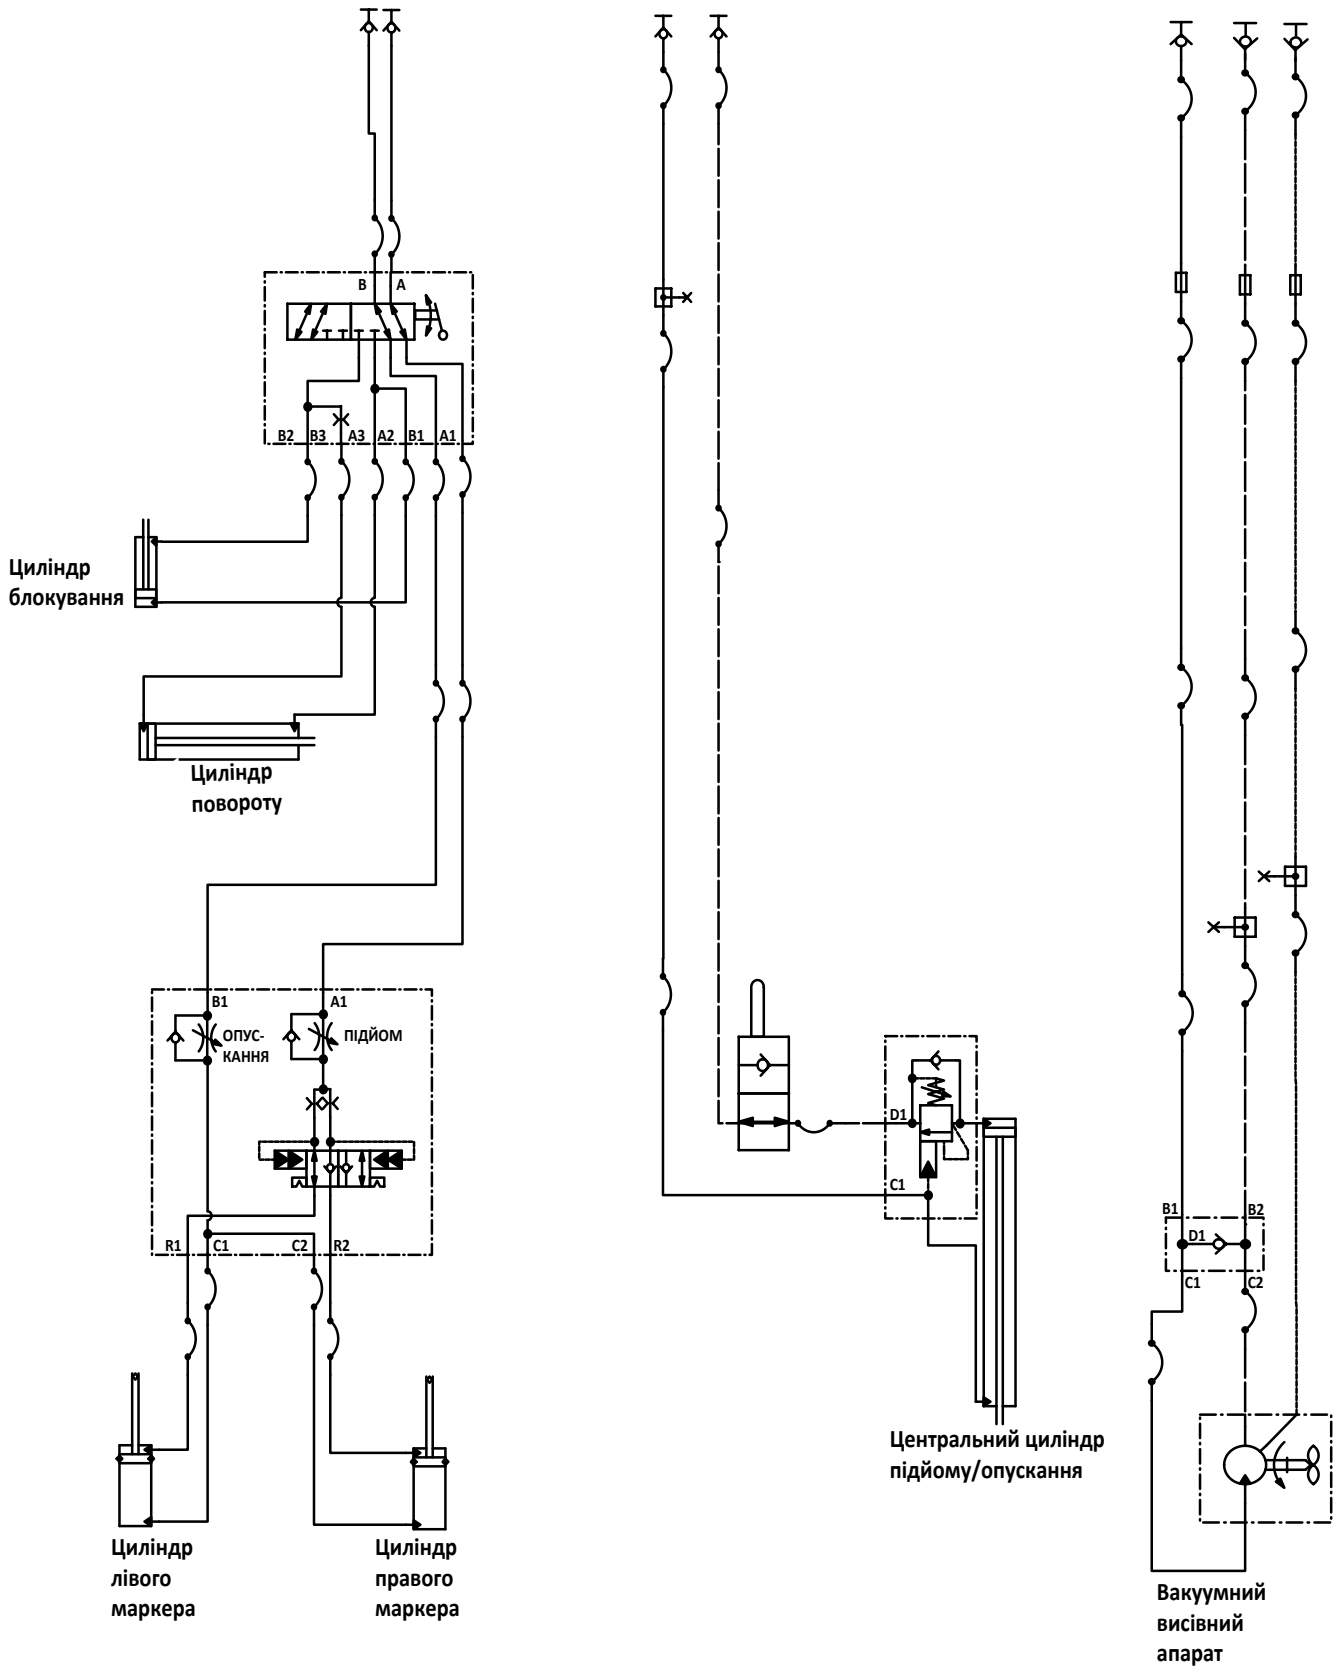 B A
B2 B3 A3 A2 B1 A1
Циліндр
блокування
Циліндр
повороту
B1 A1
ОПУС-
КАННЯ
ПІДЙОМ
R1 C1 C2 R2
Циліндр
лівого
маркера
Циліндр
правого
маркера
D1
C1
Центральний циліндр
підйому/опускання
B1 B2
D1
C1 C2
Вакуумний
висівний
апарат